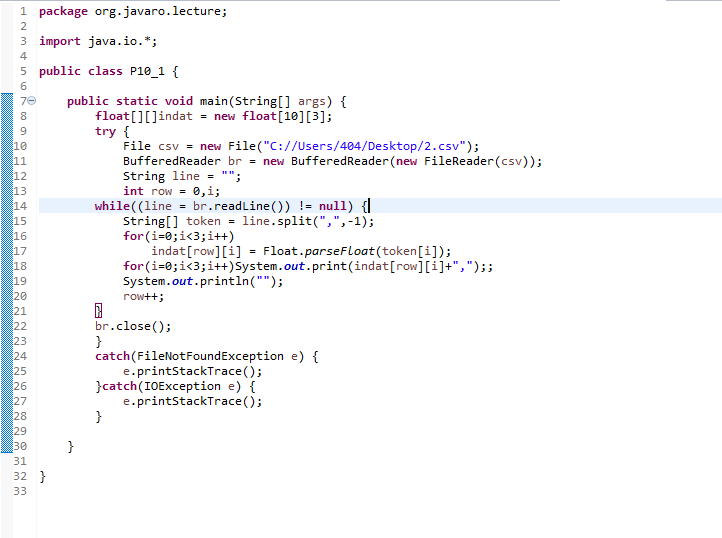 1 package org.javaro.lecture;
2
3 import java.io.*;
4
5 public class P10_1 {
6
7 public static void main(String[] args) {
8 float[][]indat = new float[10][3];
9 try {
10 File csv = new File("C://Users/404/Desktop/2.csv");
11 BufferedReader br = new BufferedReader(new FileReader(csv));
12 String line = "";
13 int row = 0,i;
14 while((line = br.readLine()) != null) {
15 String[] token = line.split(",",-1);
16 for(i=0;i<3;i++)
17 indat[row][i] = Float.parseFloat(token[i]);
18 for(i=0;i<3;i++)System.out.print(indat[row][i]+",");;
19 System.out.println("");
20 row++;
21 }
22 br.close();
23 }
24 catch(FileNotFoundException e) {
25 e.printStackTrace();
26 }catch(IOException e) {
27 e.printStackTrace();
28 }
29
30 }
31
32 }
33